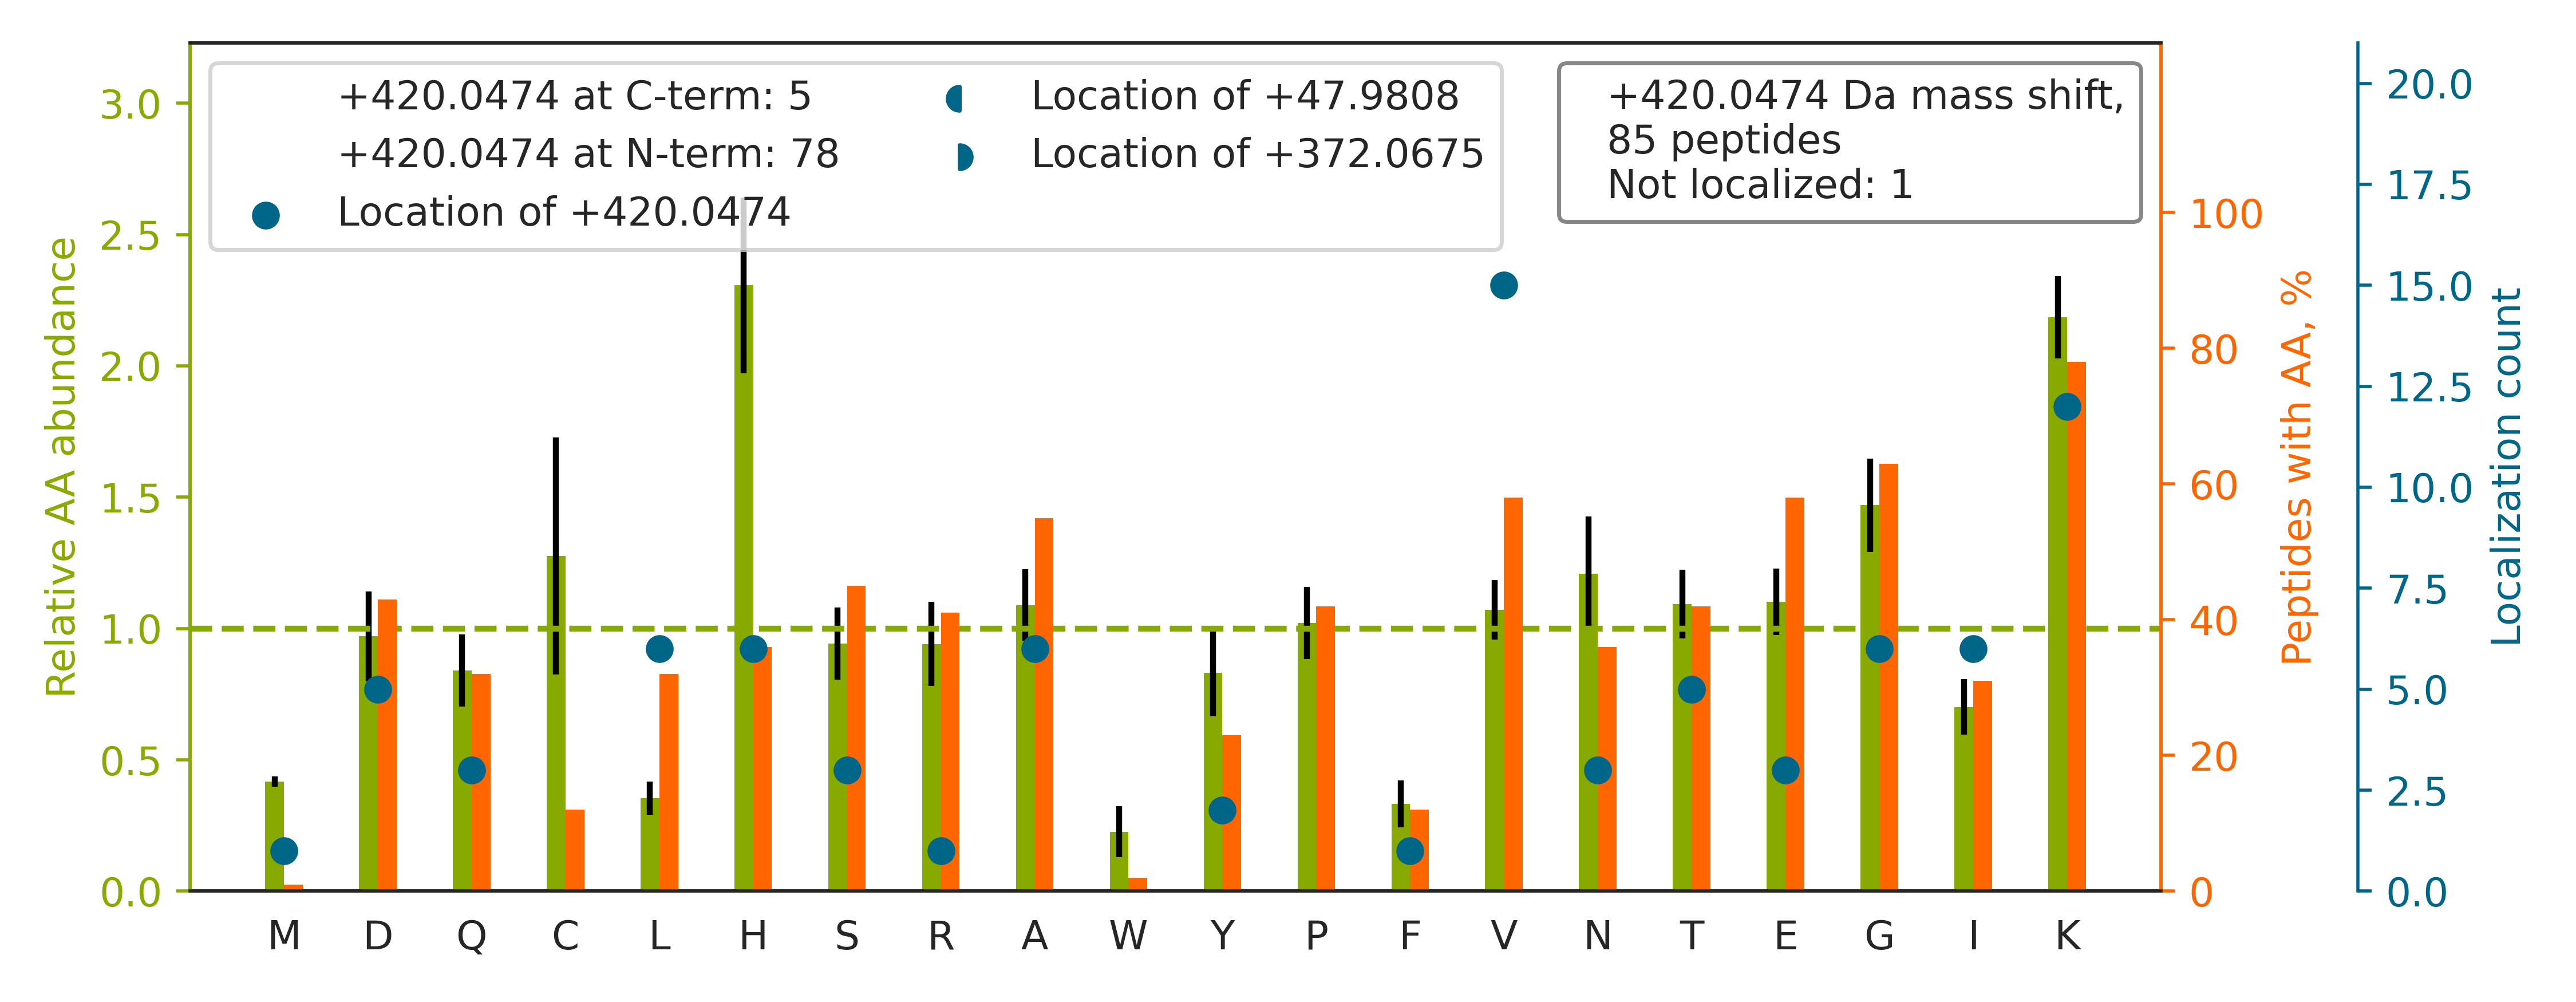 +420.0474 at C-term: 5
+420.0474 at N-term: 78
Location of +420.0474
Location of +47.9808
Location of +372.0675
+420.0474 Da mass shift,
85 peptides
Not localized: 1
Relative AA abundance
3.0
2.5
2.0
1.5
1.0
0.5
0.0
M D Q C L H S R A W Y P F V N T E G I K
100
80
60
40
20
0
Peptides with AA, %
20.0
17.5
15.0
12.5
10.0
7.5
5.0
2.5
0.0
Localization count